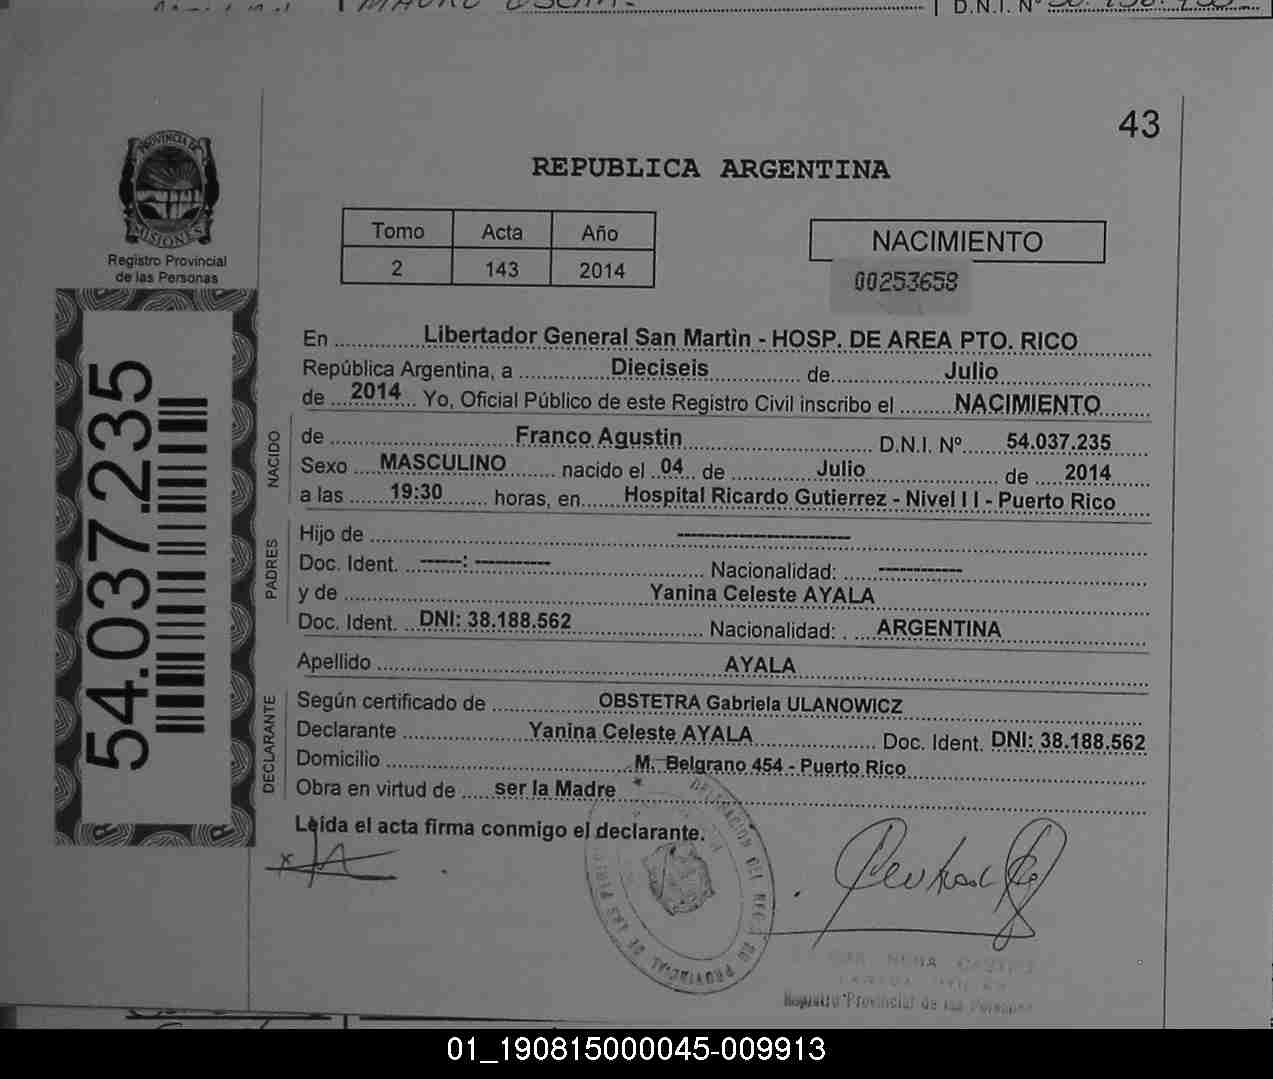 D.N.I. Nº
43
PROVINCIA DE
MISIONES
Registro Provincial
de las Personas
REPUBLICA ARGENTINA
Tomo Acta Año
2 143 2014
NACIMIENTO
00253658
54.037.235
En Libertador General San Martìn - HOSP. DE AREA PTO. RICO
República Argentina, a Dieciseis de Julio
de 2014 Yo, Oficial Público de este Registro Civil inscribo el NACIMIENTO
NACIDO
de Franco Agustin D.N.I. Nº 54.037.235
Sexo MASCULINO nacido el 04 de Julio de 2014
a las 19:30 horas, en Hospital Ricardo Gutierrez - Nivel I I - Puerto Rico
PADRES
Hijo de --------------------
Doc. Ident. -----: --------- Nacionalidad: ----------
y de Yanina Celeste AYALA
Doc. Ident. DNI: 38.188.562 Nacionalidad: ARGENTINA
Apellido AYALA
DECLARANTE
Según certificado de OBSTETRA Gabriela ULANOWICZ
Declarante Yanina Celeste AYALA Doc. Ident. DNI: 38.188.562
Domicilio M. Belgrano 454 - Puerto Rico
Obra en virtud de ser la Madre
Leida el acta firma conmigo el declarante.
Registro Provincial de las Personas
01_190815000045-009913